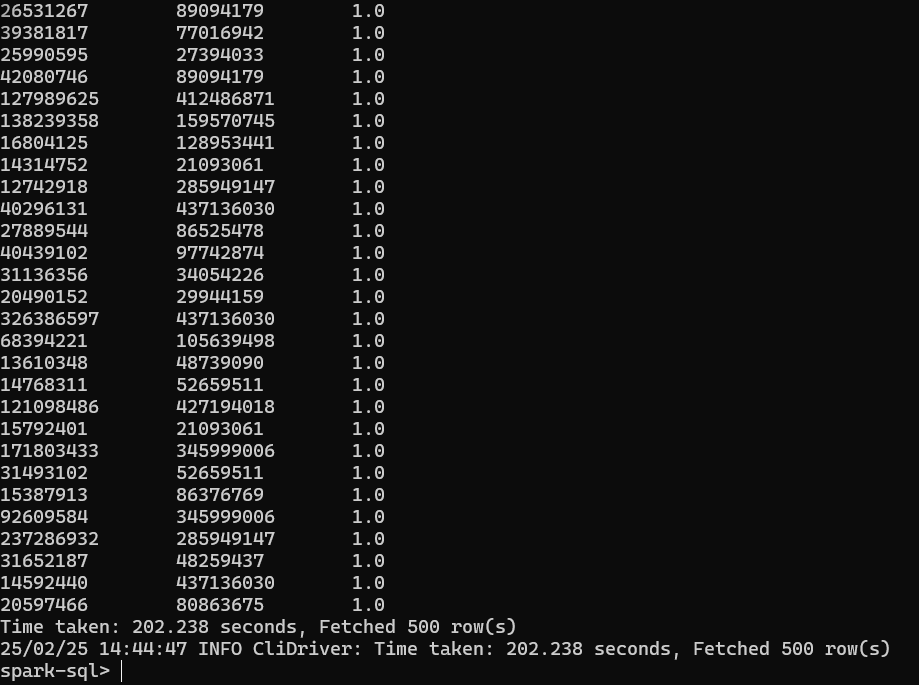 26531267 89094179 1.0
39381817 77016942 1.0
25990595 27394033 1.0
42080746 89094179 1.0
127989625 412486871 1.0
138239358 159570745 1.0
16804125 128953441 1.0
14314752 21093061 1.0
12742918 285949147 1.0
40296131 437136030 1.0
27889544 86525478 1.0
40439102 97742874 1.0
31136356 34054226 1.0
20490152 29944159 1.0
326386597 437136030 1.0
68394221 105639498 1.0
13610348 48739090 1.0
14768311 52659511 1.0
121098486 427194018 1.0
15792401 21093061 1.0
171803433 345999006 1.0
31493102 52659511 1.0
15387913 86376769 1.0
92609584 345999006 1.0
237286932 285949147 1.0
31652187 48259437 1.0
14592440 437136030 1.0
20597466 80863675 1.0
Time taken: 202.238 seconds, Fetched 500 row(s)
25/02/25 14:44:47 INFO CliDriver: Time taken: 202.238 seconds, Fetched 500 row(s)
spark-sql>